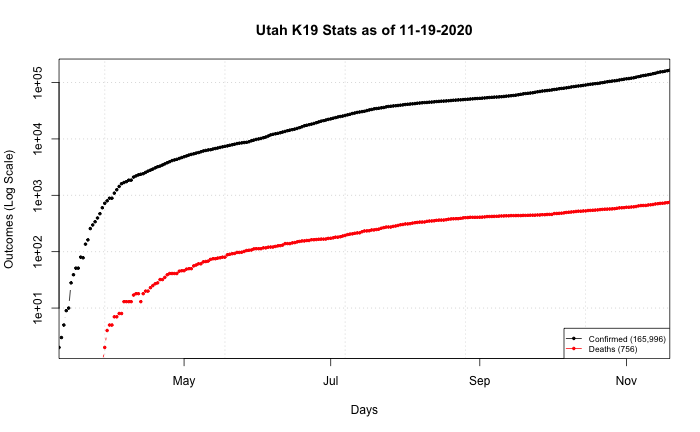 Utah K19 Stats as of 11-19-2020
Outcomes (Log Scale)
1e+05
1e+04
1e+03
1e+02
1e+01
Confirmed (165,996)
Deaths (756)
May
Jul
Sep
Nov
Days